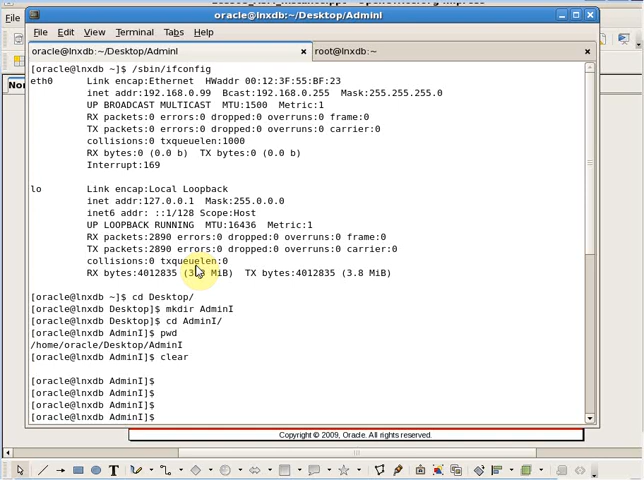 oracle@lnxdb:~/Desktop/AdminI
File Edit View Terminal Tabs Help
oracle@lnxdb:~/Desktop/AdminI
root@lnxdb:~
[oracle@lnxdb ~]$ /sbin/ifconfig
eth0 Link encap:Ethernet HWaddr 00:12:3F:55:BF:23
inet addr:192.168.0.99 Bcast:192.168.0.255 Mask:255.255.255.0
UP BROADCAST MULTICAST MTU:1500 Metric:1
RX packets:0 errors:0 dropped:0 overruns:0 frame:0
TX packets:0 errors:0 dropped:0 overruns:0 carrier:0
collisions:0 txqueuelen:1000
RX bytes:0 (0.0 b) TX bytes:0 (0.0 b)
Interrupt:169
lo Link encap:Local Loopback
inet addr:127.0.0.1 Mask:255.0.0.0
inet6 addr: ::1/128 Scope:Host
UP LOOPBACK RUNNING MTU:16436 Metric:1
RX packets:2890 errors:0 dropped:0 overruns:0 frame:0
TX packets:2890 errors:0 dropped:0 overruns:0 carrier:0
collisions:0 txqueuelen:0
RX bytes:4012835 (3.8 MiB) TX bytes:4012835 (3.8 MiB)
[oracle@lnxdb ~]$ cd Desktop/
[oracle@lnxdb Desktop]$ mkdir AdminI
[oracle@lnxdb Desktop]$ cd AdminI/
[oracle@lnxdb AdminI]$ pwd
/home/oracle/Desktop/AdminI
[oracle@lnxdb AdminI]$ clear
[oracle@lnxdb AdminI]$
[oracle@lnxdb AdminI]$
[oracle@lnxdb AdminI]$
[oracle@lnxdb AdminI]$
Copyright © 2009, Oracle. All rights reserved.